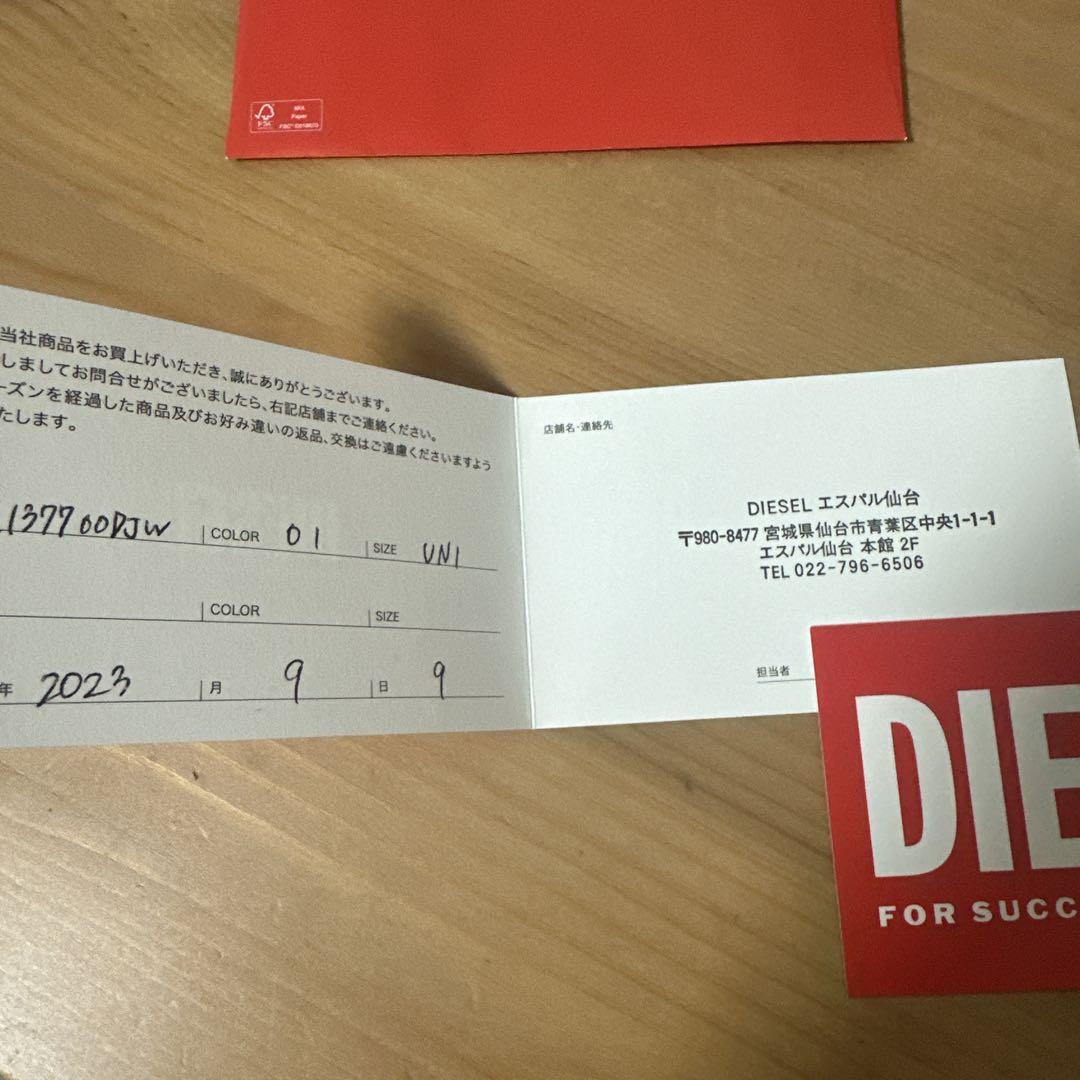 MIX
Paper
当社商品をお買上げいただき、誠にありがとうございます。
しましてお問合せがございましたら、右記店舗までご連絡ください。
ーズンを経過した商品及びお好み違いの返品、交換はご遠慮くださいますよう
たします。
137700DJW COLOR 01 SIZE UNI
COLOR SIZE
年 2023 月 9 日 9
店舗名・連絡先
DIESEL エスパル仙台
〒980-8477 宮城県仙台市青葉区中央1-1-1
エスパル仙台 本館 2F
TEL 022-796-6506
担当者
DIE
FOR SUCC